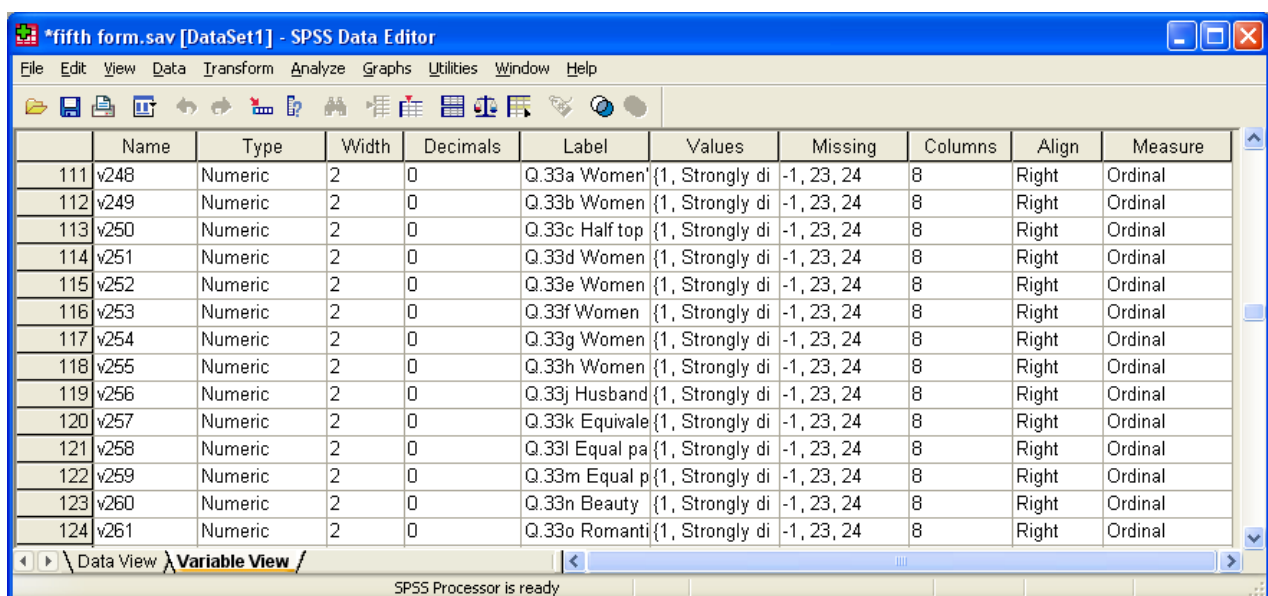 *fifth form.sav [DataSet1] - SPSS Data Editor
File Edit View Data Transform Analyze Graphs Utilities Window Help
Name Type Width Decimals Label Values Missing Columns Align Measure
111 v248 Numeric 2 0 Q.33a Women' {1, Strongly di -1, 23, 24 8 Right Ordinal
112 v249 Numeric 2 0 Q.33b Women {1, Strongly di -1, 23, 24 8 Right Ordinal
113 v250 Numeric 2 0 Q.33c Half top {1, Strongly di -1, 23, 24 8 Right Ordinal
114 v251 Numeric 2 0 Q.33d Women {1, Strongly di -1, 23, 24 8 Right Ordinal
115 v252 Numeric 2 0 Q.33e Women {1, Strongly di -1, 23, 24 8 Right Ordinal
116 v253 Numeric 2 0 Q.33f Women {1, Strongly di -1, 23, 24 8 Right Ordinal
117 v254 Numeric 2 0 Q.33g Women {1, Strongly di -1, 23, 24 8 Right Ordinal
118 v255 Numeric 2 0 Q.33h Women {1, Strongly di -1, 23, 24 8 Right Ordinal
119 v256 Numeric 2 0 Q.33j Husband {1, Strongly di -1, 23, 24 8 Right Ordinal
120 v257 Numeric 2 0 Q.33k Equivale {1, Strongly di -1, 23, 24 8 Right Ordinal
121 v258 Numeric 2 0 Q.33l Equal pa {1, Strongly di -1, 23, 24 8 Right Ordinal
122 v259 Numeric 2 0 Q.33m Equal p {1, Strongly di -1, 23, 24 8 Right Ordinal
123 v260 Numeric 2 0 Q.33n Beauty {1, Strongly di -1, 23, 24 8 Right Ordinal
124 v261 Numeric 2 0 Q.33o Romanti {1, Strongly di -1, 23, 24 8 Right Ordinal
Data View Variable View
SPSS Processor is ready